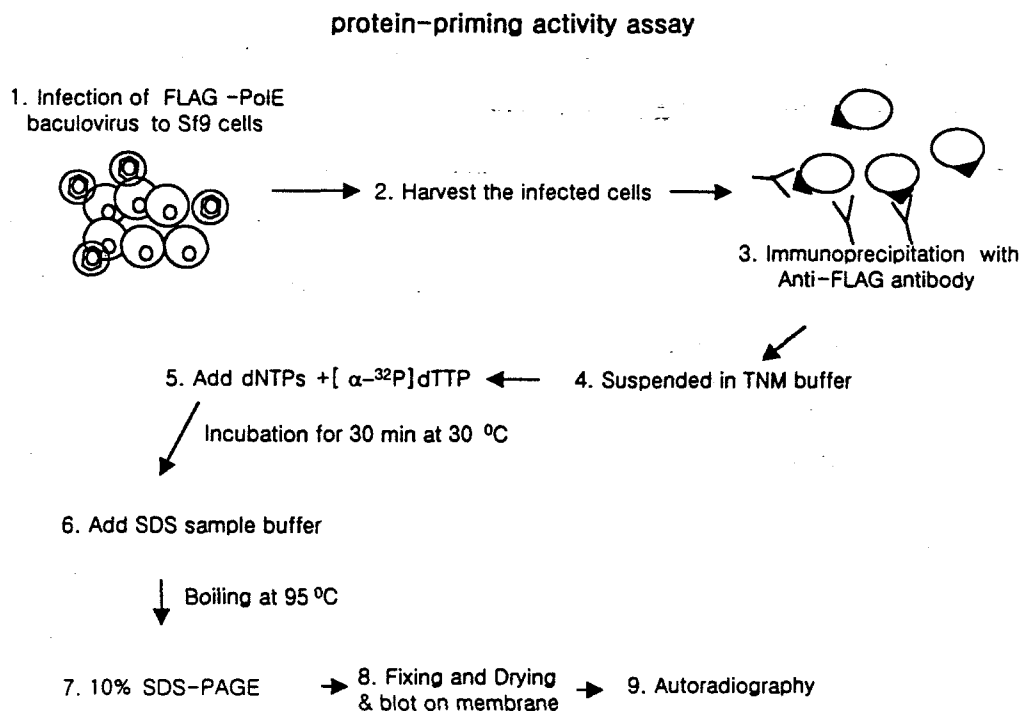 protein-priming activity assay
1. Infection of FLAG -PolE
baculovirus to Sf9 cells
2. Harvest the infected cells
3. Immunoprecipitation with
Anti-FLAG antibody
4. Suspended in TNM buffer
5. Add dNTPs +[ α-³²P]dTTP
Incubation for 30 min at 30 ⁰C
6. Add SDS sample buffer
Boiling at 95 ⁰C
7. 10% SDS-PAGE
8. Fixing and Drying
& blot on membrane
9. Autoradiography